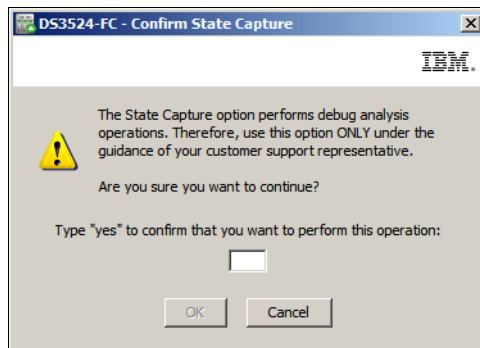 DS3524-FC - Confirm State Capture
IBM.
The State Capture option performs debug analysis
operations. Therefore, use this option ONLY under the
guidance of your customer support representative.
Are you sure you want to continue?
Type "yes" to confirm that you want to perform this operation:
OK
Cancel